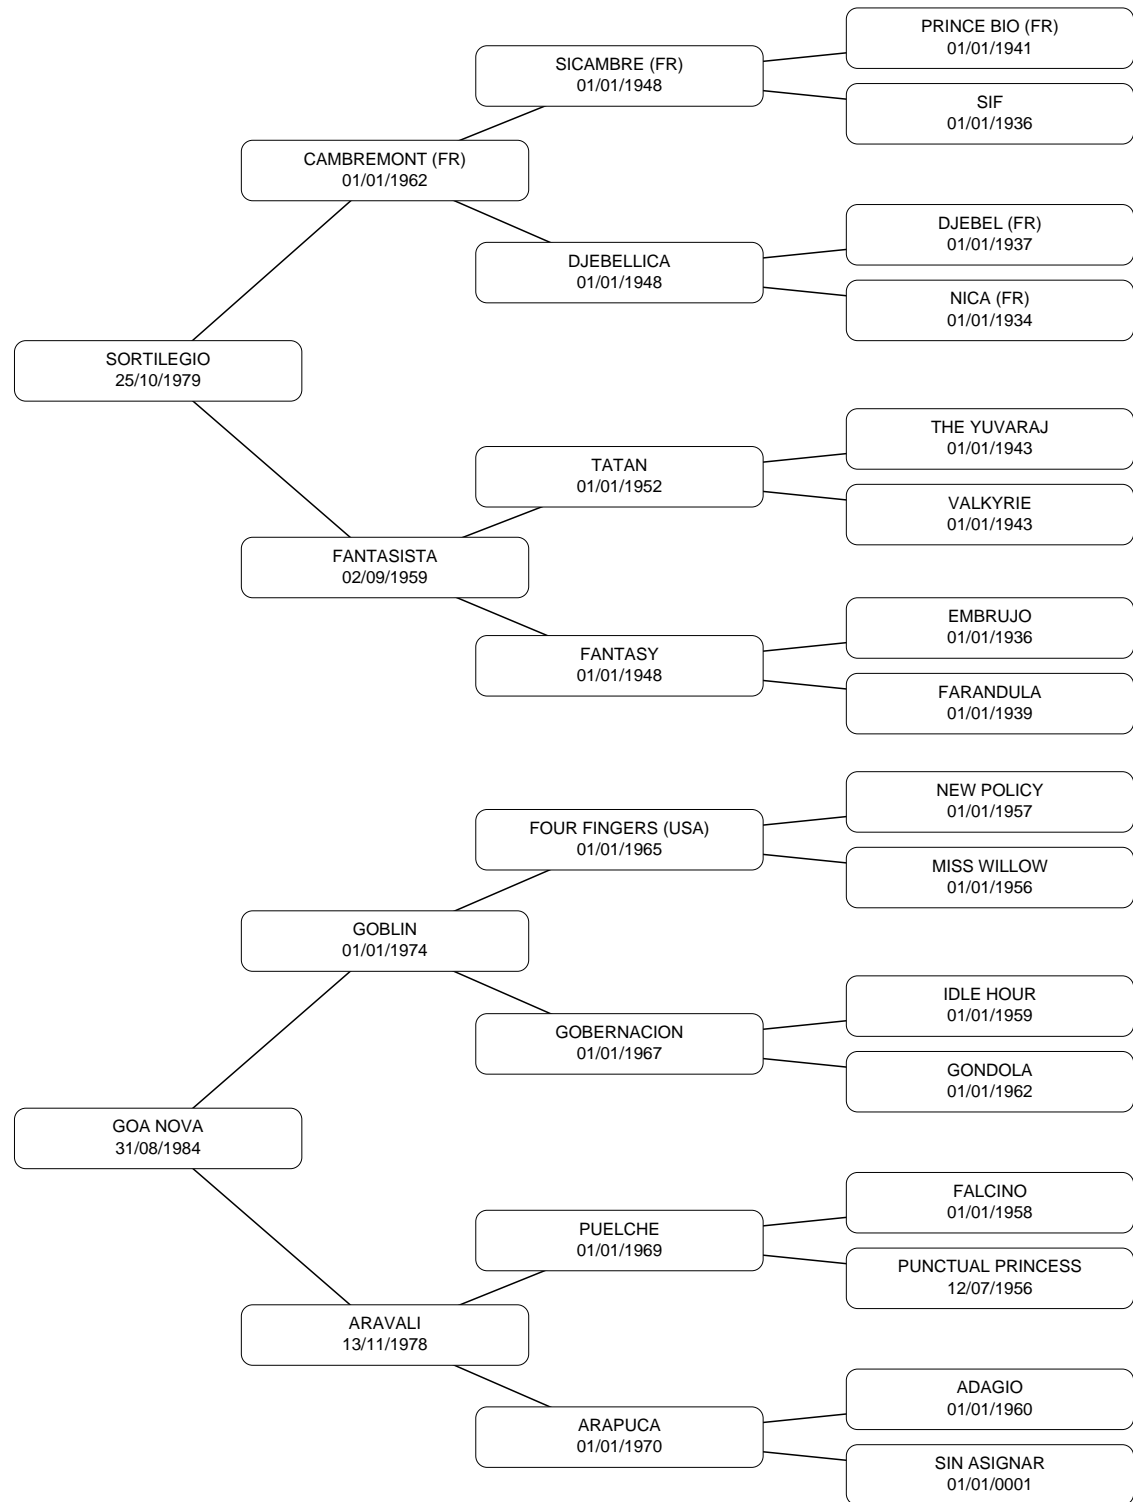 PRINCE BIO (FR)
01/01/1941
SICAMBRE (FR)
01/01/1948
SIF
01/01/1936
CAMBREMONT (FR)
01/01/1962
DJEBEL (FR)
01/01/1937
DJEBELLICA
01/01/1948
NICA (FR)
01/01/1934
SORTILEGIO
25/10/1979
THE YUVARAJ
01/01/1943
TATAN
01/01/1952
VALKYRIE
01/01/1943
FANTASISTA
02/09/1959
EMBRUJO
01/01/1936
FANTASY
01/01/1948
FARANDULA
01/01/1939
NEW POLICY
01/01/1957
FOUR FINGERS (USA)
01/01/1965
MISS WILLOW
01/01/1956
GOBLIN
01/01/1974
IDLE HOUR
01/01/1959
GOBERNACION
01/01/1967
GONDOLA
01/01/1962
GOA NOVA
31/08/1984
FALCINO
01/01/1958
PUELCHE
01/01/1969
PUNCTUAL PRINCESS
12/07/1956
ARAVALI
13/11/1978
ADAGIO
01/01/1960
ARAPUCA
01/01/1970
SIN ASIGNAR
01/01/0001